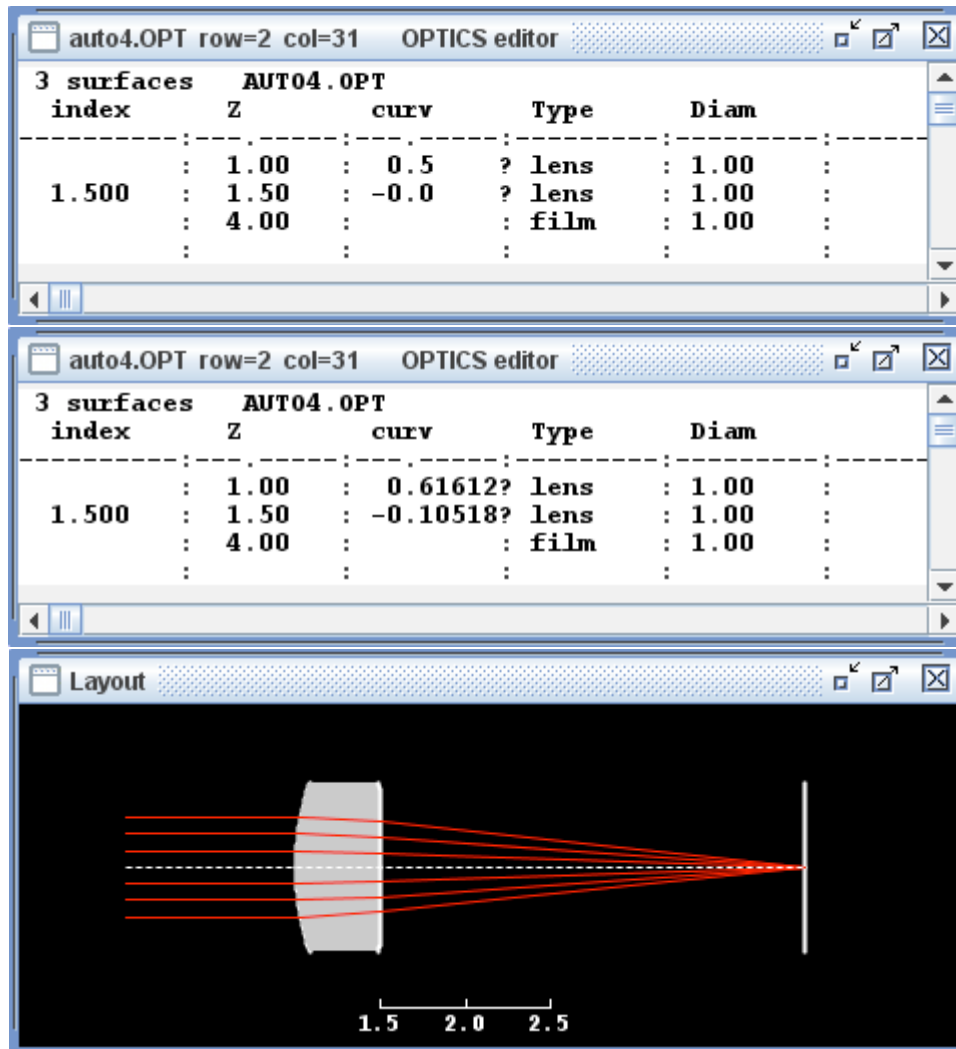 auto4.OPT row=2 col=31 OPTICS editor
3 surfaces AUTO4.OPT
index Z curv Type Diam
----------:---.-----:---.-----:---------:---------:------
: 1.00 : 0.5 ? lens : 1.00 :
1.500 : 1.50 : -0.0 ? lens : 1.00 :
: 4.00 : : film : 1.00 :
: : : : :
auto4.OPT row=2 col=31 OPTICS editor
3 surfaces AUTO4.OPT
index Z curv Type Diam
----------:---.-----:---.-----:---------:---------:------
: 1.00 : 0.61612? lens : 1.00 :
1.500 : 1.50 : -0.10518? lens : 1.00 :
: 4.00 : : film : 1.00 :
: : : : :
Layout
1.5 2.0 2.5